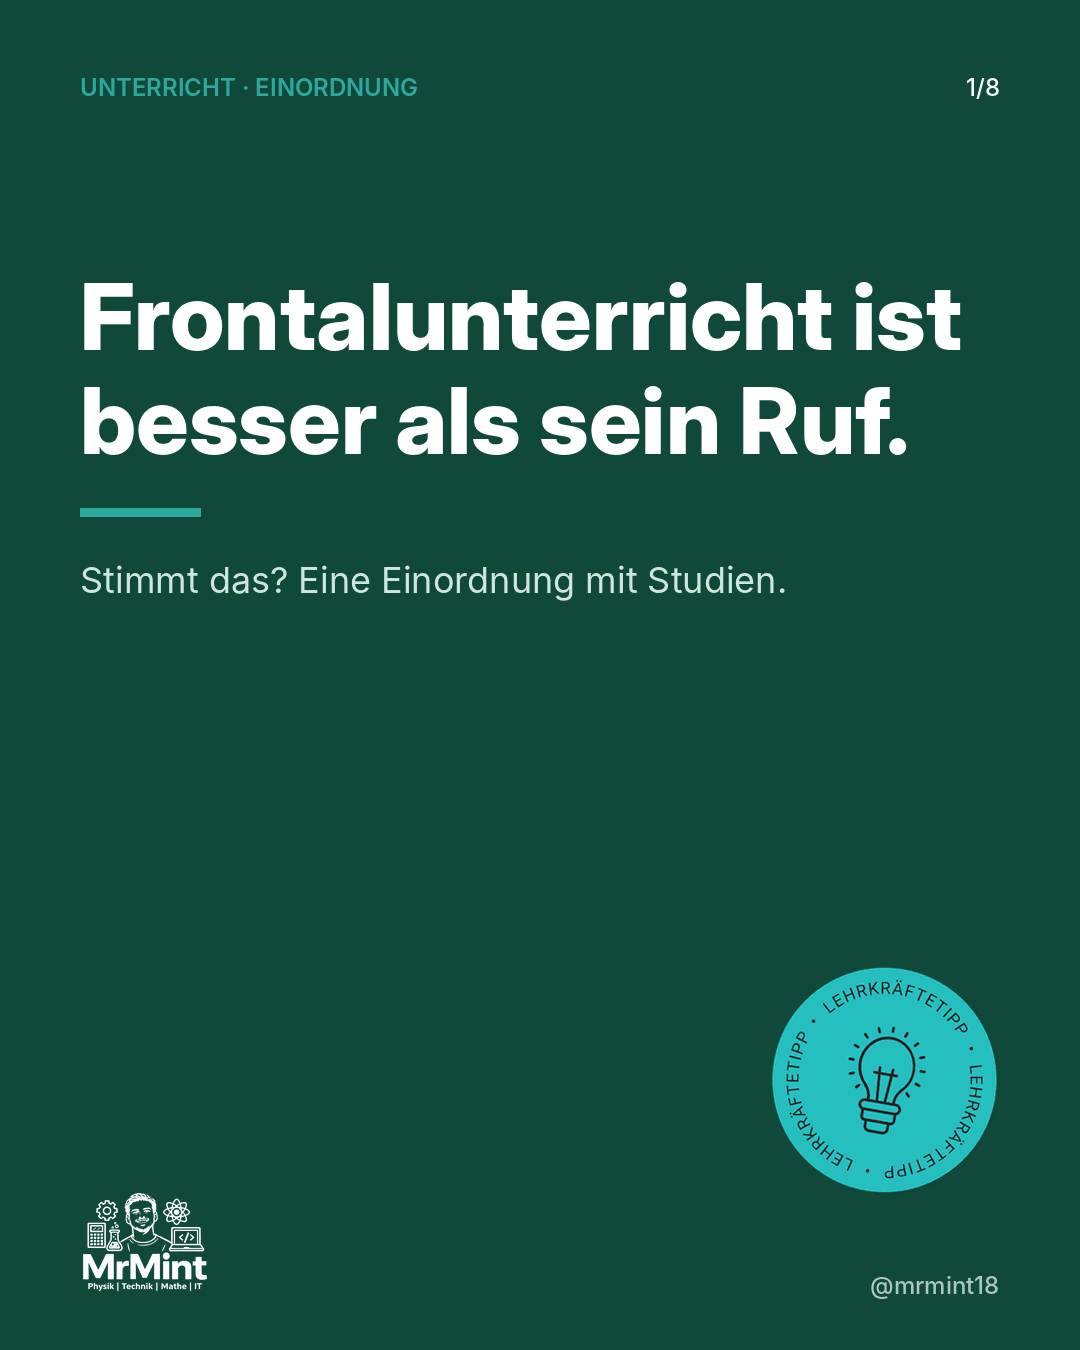 UNTERRICHT · EINORDNUNG
1/8
Frontalunterricht ist
besser als sein Ruf.
Stimmt das? Eine Einordnung mit Studien.
LEHRKRÄFTETIPP • LEHRKRÄFTETIPP • LEHRKRÄFTETIPP •
</>
MrMint
Physik | Technik | Mathe | IT
@mrmint18